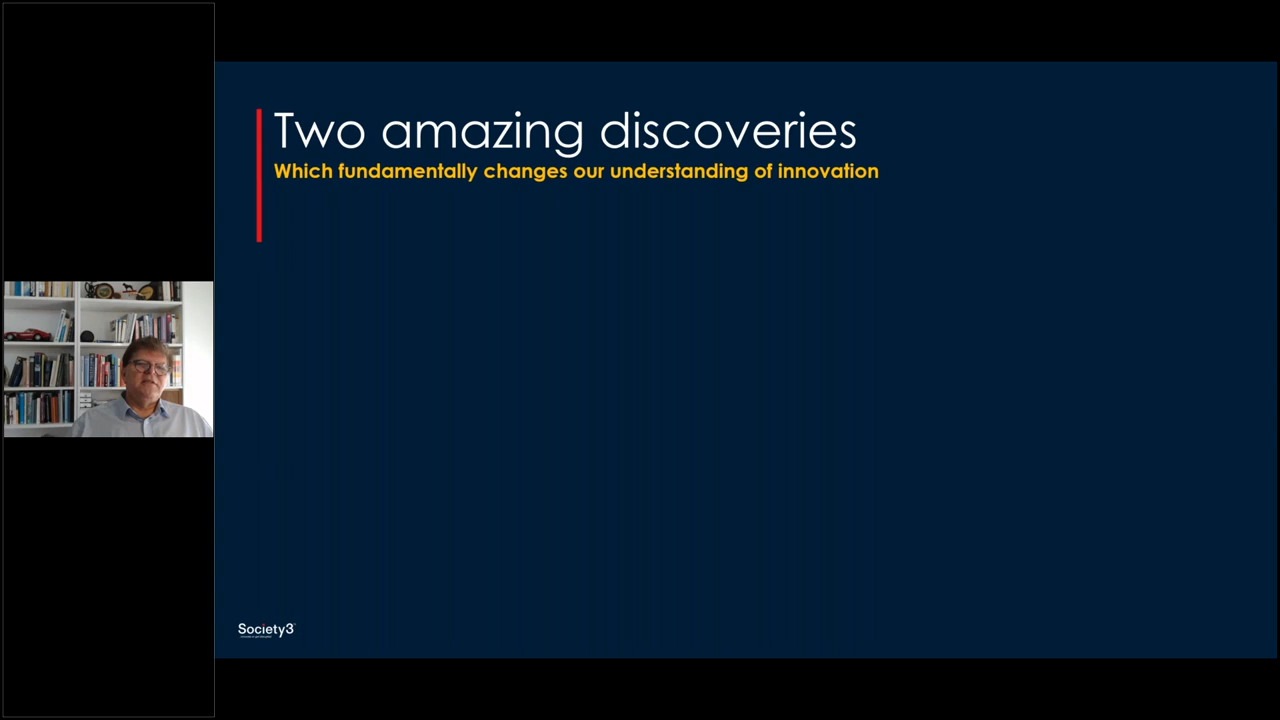 Two amazing discoveries
Which fundamentally changes our understanding of innovation
Society3